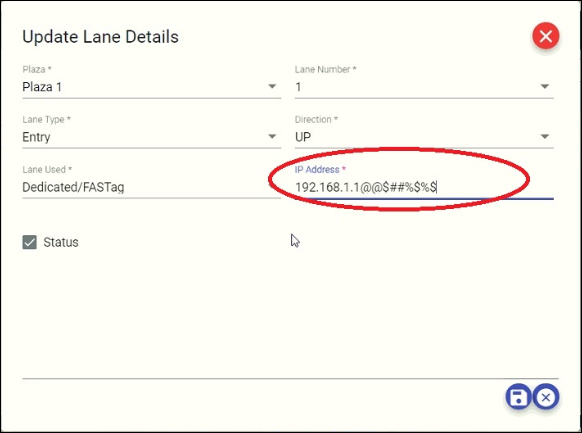 Update Lane Details
Plaza *
Lane Number *
Plaza 1
1
Lane Type *
Direction *
Entry
UP
Lane Used *
IP Address *
Dedicated/FASTag
192.168.1.1@@$##%$%$
Status